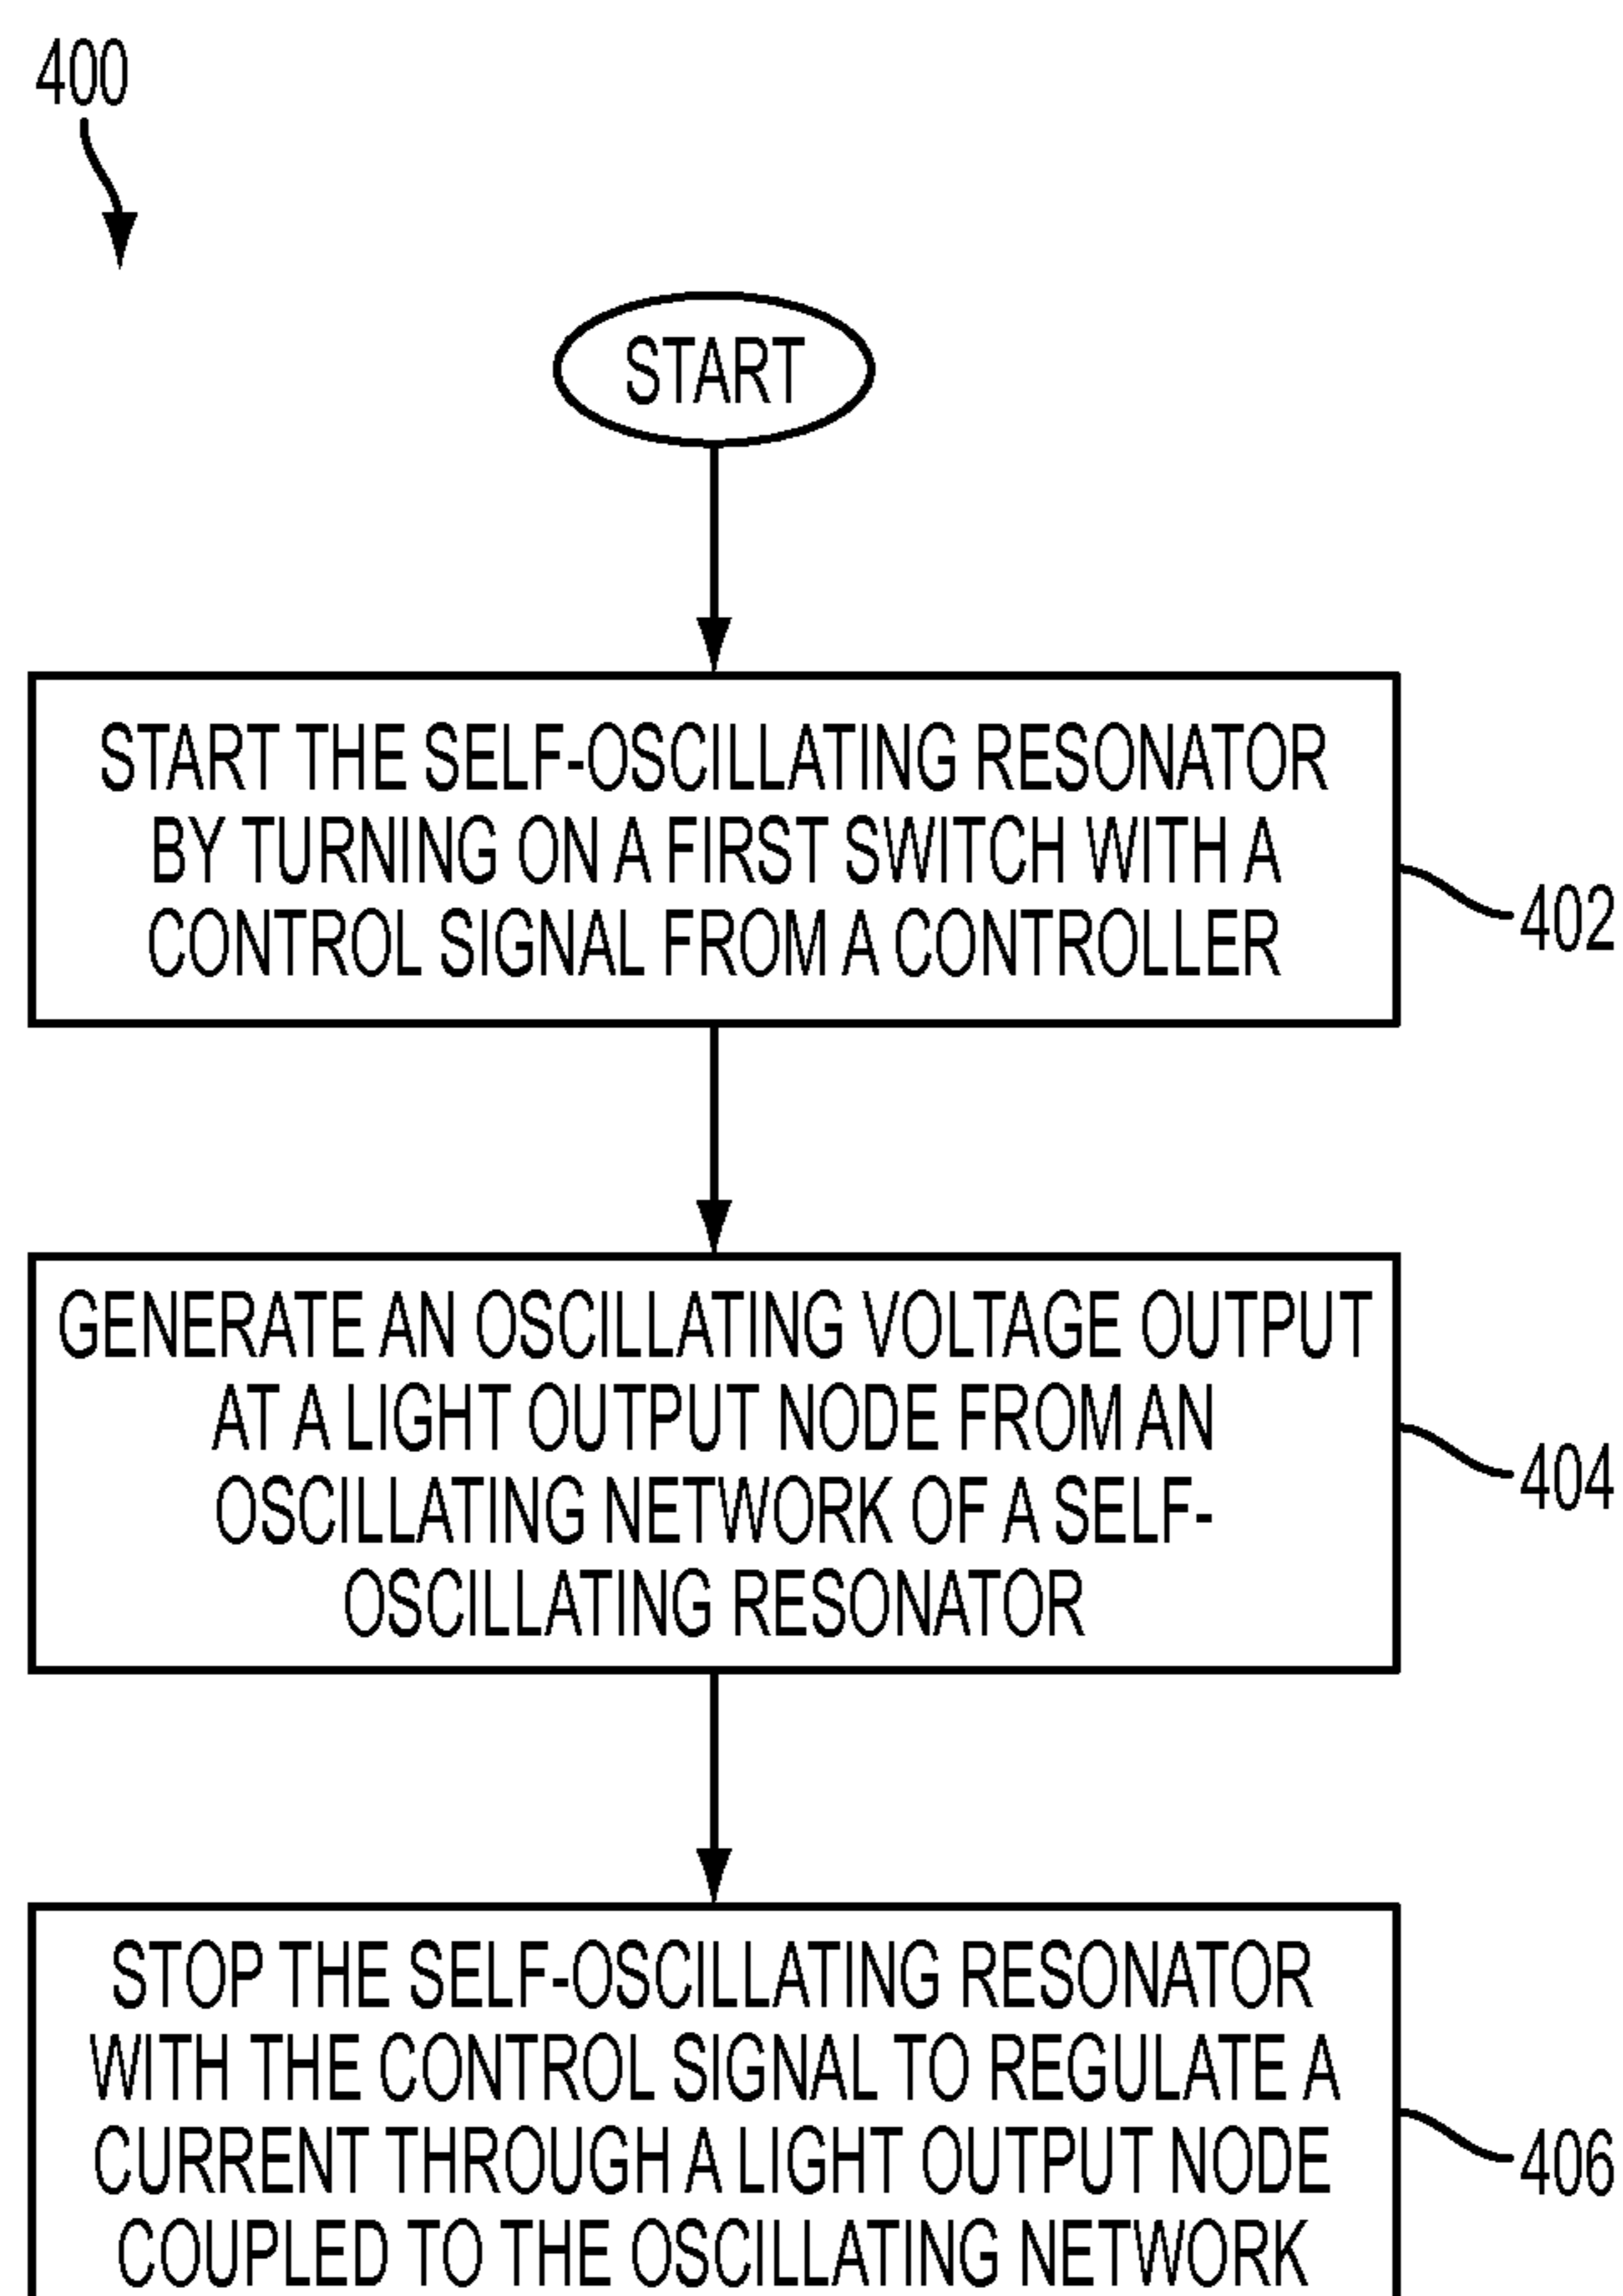 400
START
START THE SELF-OSCILLATING RESONATOR
BY TURNING ON A FIRST SWITCH WITH A
CONTROL SIGNAL FROM A CONTROLLER
402
GENERATE AN OSCILLATING VOLTAGE OUTPUT
AT A LIGHT OUTPUT NODE FROM AN
OSCILLATING NETWORK OF A SELF-
OSCILLATING RESONATOR
404
STOP THE SELF-OSCILLATING RESONATOR
WITH THE CONTROL SIGNAL TO REGULATE A
CURRENT THROUGH A LIGHT OUTPUT NODE
COUPLED TO THE OSCILLATING NETWORK
406